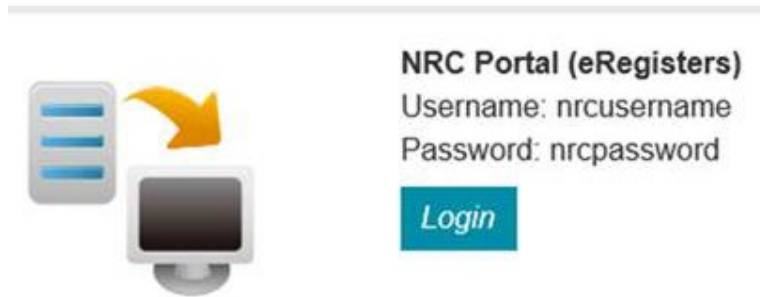 NRC Portal (eRegisters)
Username: nrcusername
Password: nrcpassword
Login